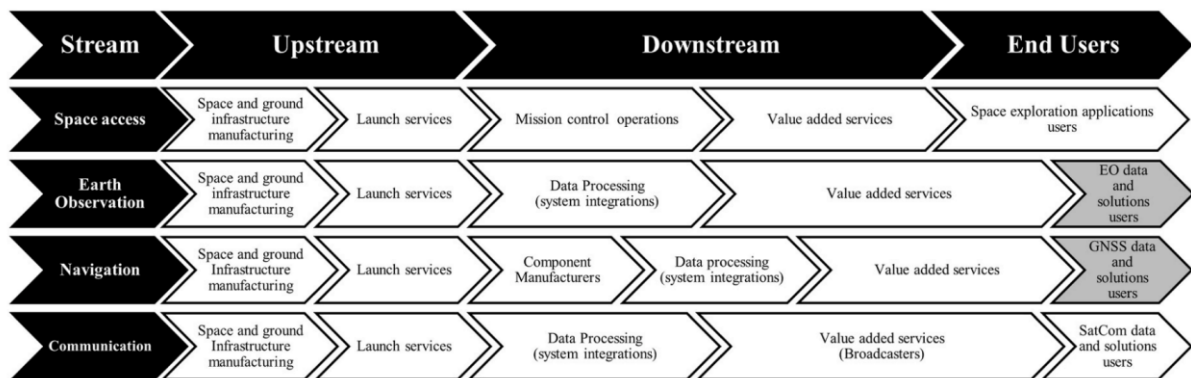 Stream
Upstream
Downstream
End Users
Space access
Space and ground
infrastructure
manufacturing
Launch services
Mission control operations
Value added services
Space exploration applications
users
Earth
Observation
Space and ground
infrastructure
manufacturing
Launch services
Data Processing
(system integrations)
Value added services
EO data
and
solutions
users
Navigation
Space and ground
Infrastructure
manufacturing
Launch services
Component
Manufacturers
Data processing
(system integrations)
Value added services
GNSS data
and
solutions
users
Communication
Space and ground
Infrastructure
manufacturing
Launch services
Data Processing
(system integrations)
Value added services
(Broadcasters)
SatCom data
and solutions
users